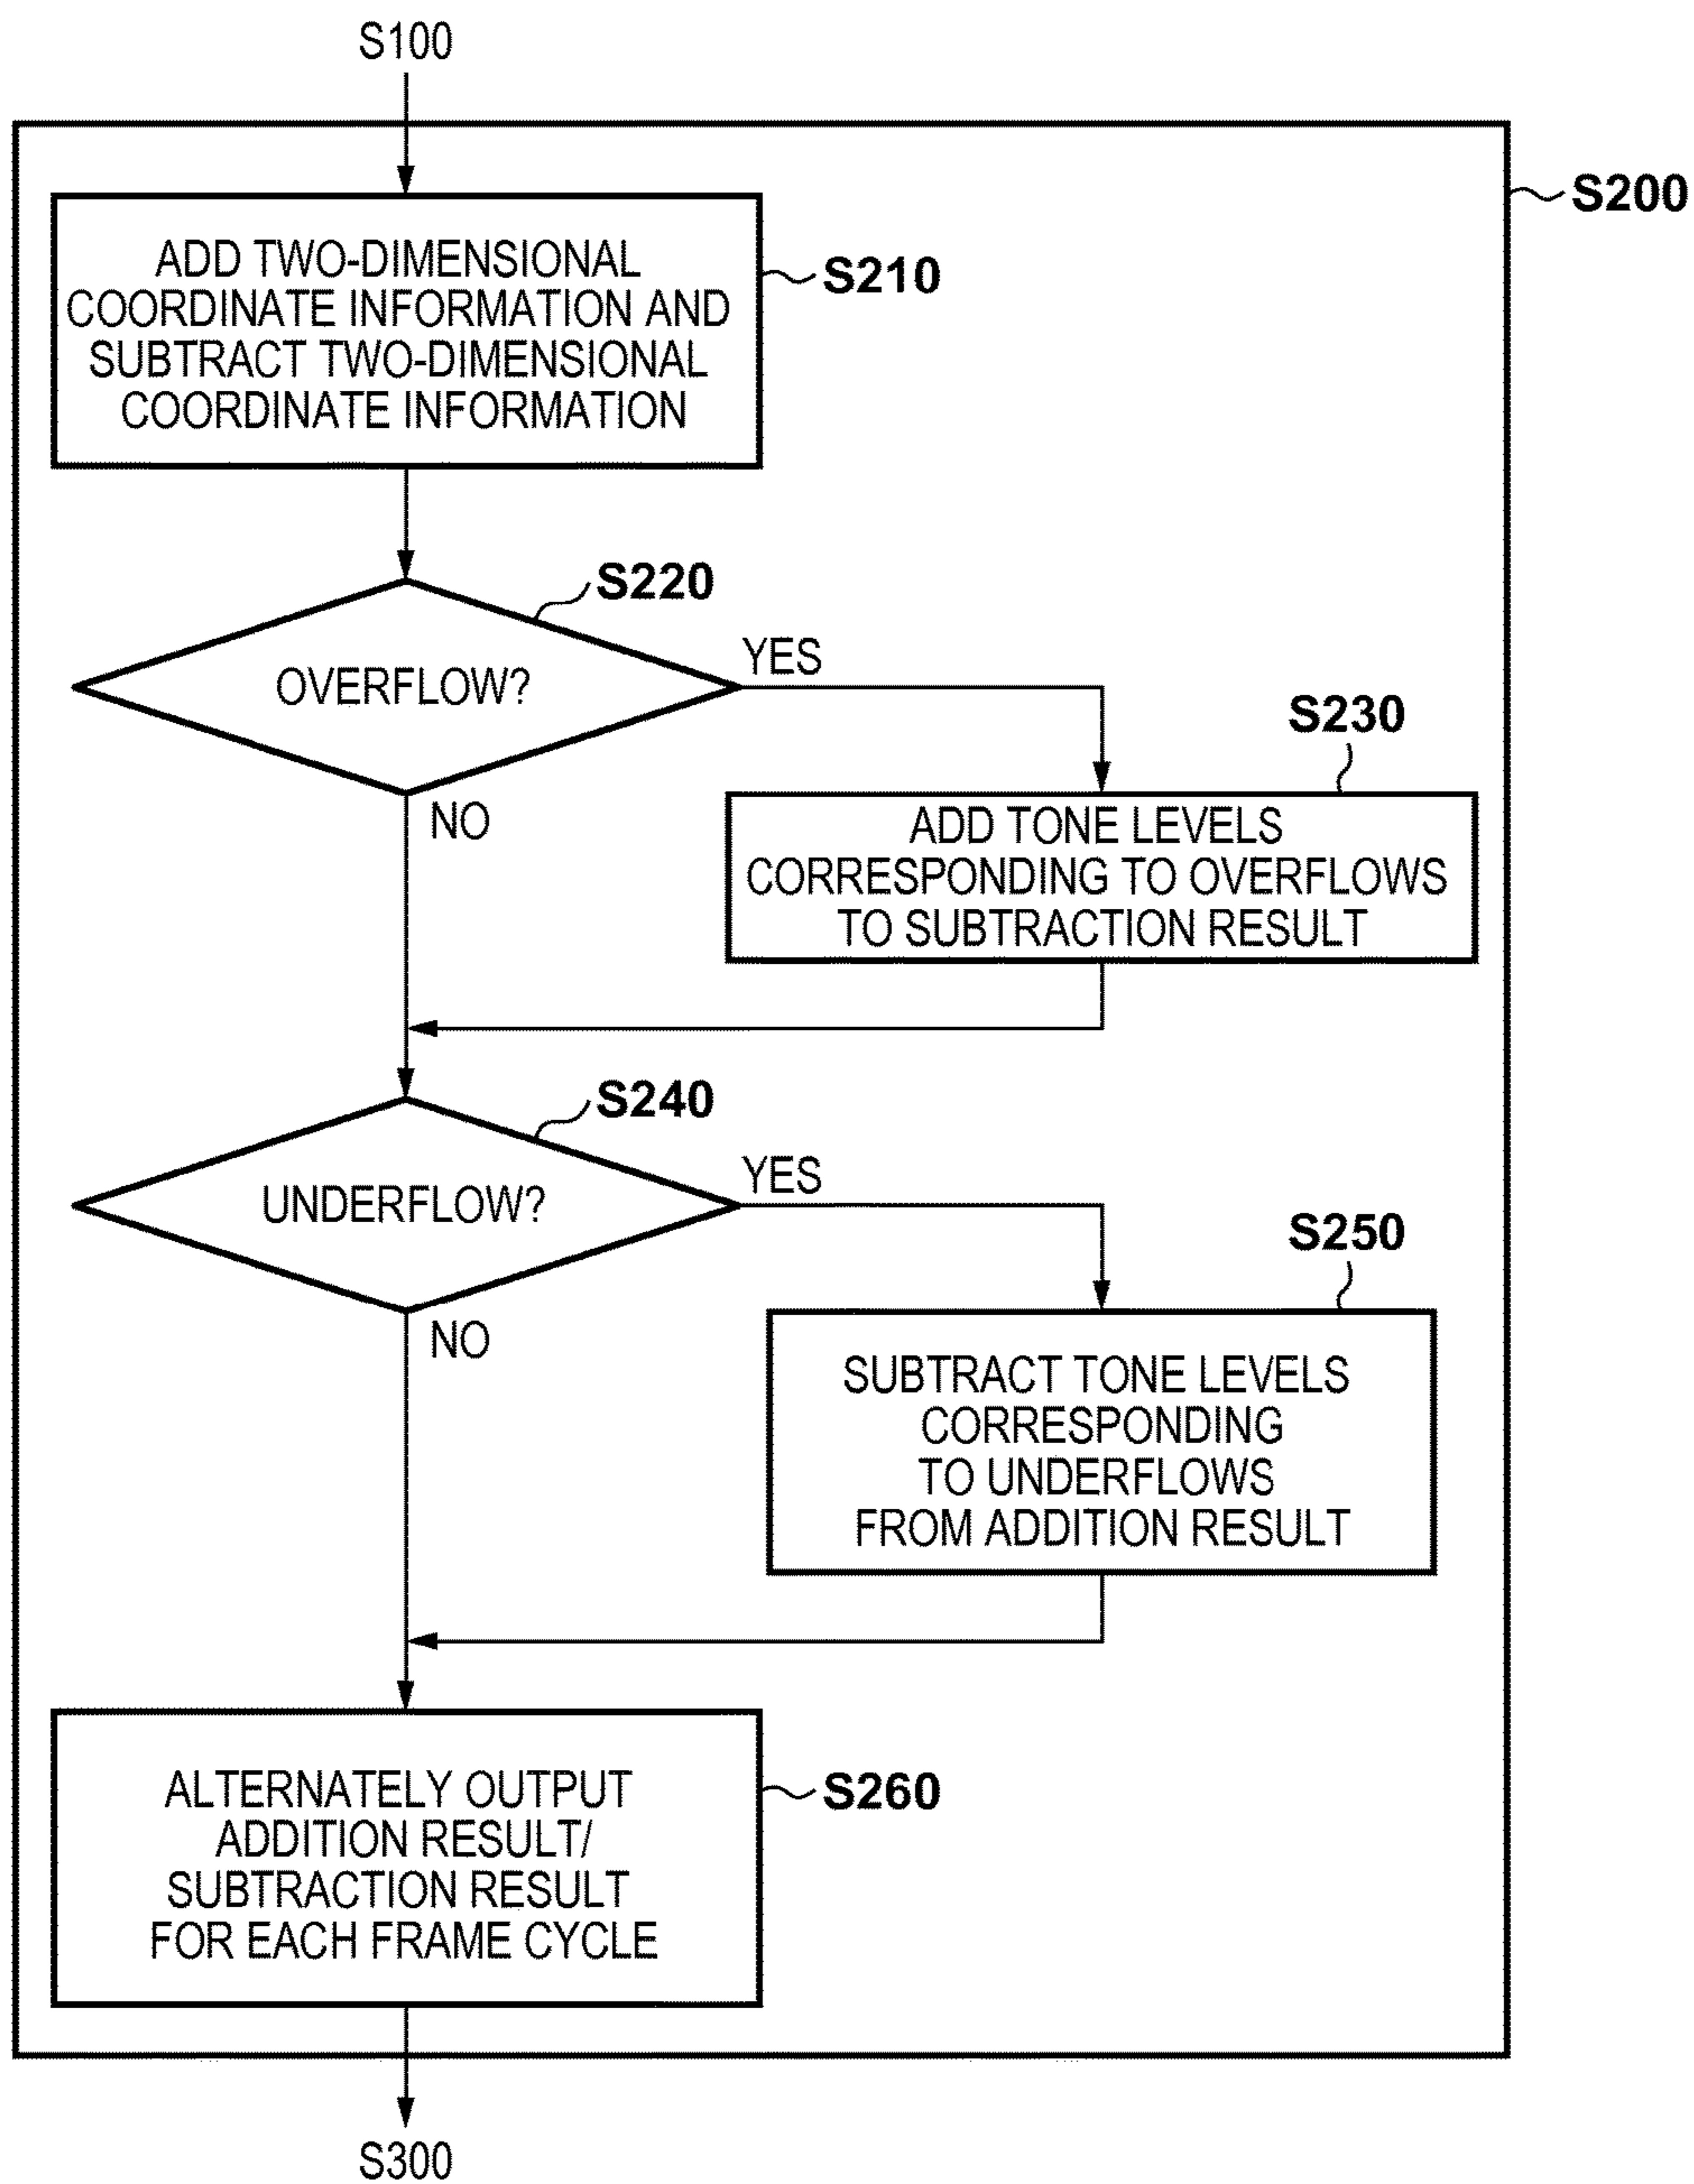 S100
S200
ADD TWO-DIMENSIONAL
COORDINATE INFORMATION AND
SUBTRACT TWO-DIMENSIONAL
COORDINATE INFORMATION
S210
S220
OVERFLOW?
YES
NO
S230
ADD TONE LEVELS
CORRESPONDING TO OVERFLOWS
TO SUBTRACTION RESULT
S240
UNDERFLOW?
YES
NO
S250
SUBTRACT TONE LEVELS
CORRESPONDING
TO UNDERFLOWS
FROM ADDITION RESULT
ALTERNATELY OUTPUT
ADDITION RESULT/
SUBTRACTION RESULT
FOR EACH FRAME CYCLE
S260
S300